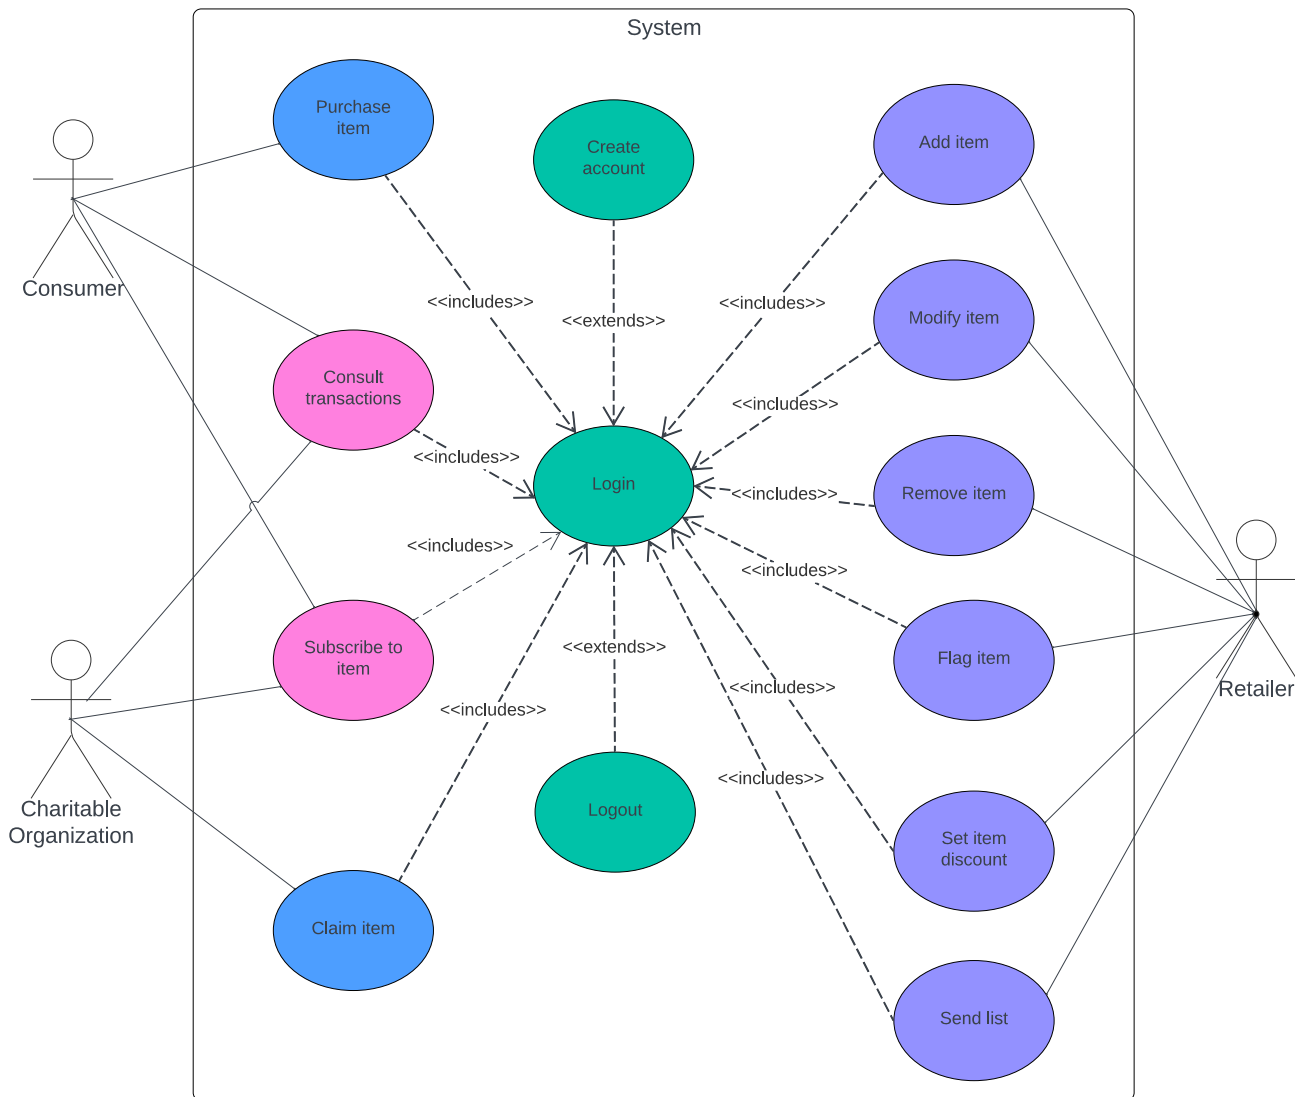 System
Purchase
item
Create
account
Add item
Consumer
<<includes>>
<<extends>>
<<includes>>
Modify item
Consult
transactions
<<includes>>
<<includes>>
Login
<<includes>>
Remove item
<<includes>>
<<includes>>
Subscribe to
item
<<extends>>
Flag item
<<includes>>
Retailer
<<includes>>
<<includes>>
Charitable
Organization
Logout
Set item
discount
Claim item
Send list